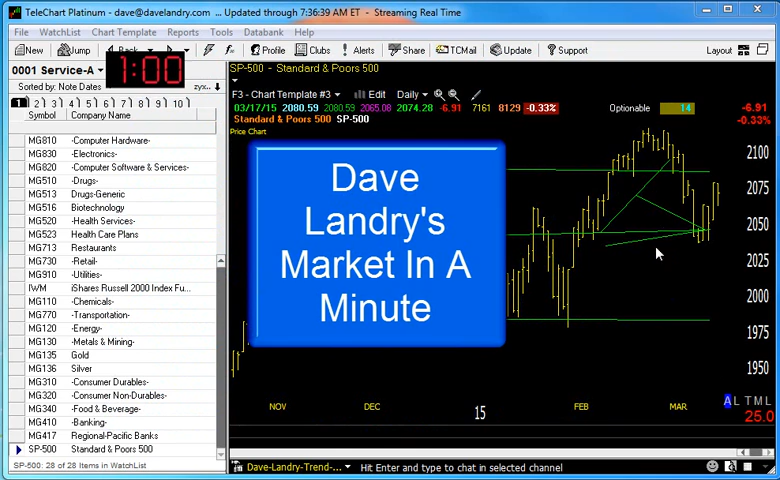 TeleChart Platinum - dave@davelandry.com ... Updated through 7:36:39 AM ET - Streaming Real Time
File WatchList Chart Template Reports Tools Databank Help
New Jump Back Profile Clubs Alerts Share TCMail Update Support Layout
0001 Service-A
1:00
Sorted by: Note Dates zyx..
1 2 3 4 5 6 7 8 9 10
Symbol Company Name
MG810 -Computer Hardware-
MG830 -Electronics-
MG820 -Computer Software & Services-
MG510 -Drugs-
MG513 Drugs-Generic
MG516 Biotechnology
MG520 -Health Services-
MG523 Health Care Plans
MG713 Restaurants
MG730 -Retail-
MG910 -Utilities-
IWM iShares Russell 2000 Index Fu...
MG110 -Chemicals-
MG770 -Transportation-
MG120 -Energy-
MG130 -Metals & Mining-
MG135 Gold
MG136 Silver
MG310 -Consumer Durables-
MG320 -Consumer Non-Durables-
MG340 -Food & Beverage-
MG410 -Banking-
MG417 Regional-Pacific Banks
SP-500 Standard & Poors 500
SP-500: 28 of 28 Items in WatchList
SP-500 - Standard & Poors 500
F3 - Chart Template #3 Edit Daily
03/17/15 2080.59 2080.59 2065.08 2074.28 -6.91 7161 8129 -0.33% Optionable 14 -6.91
-0.33%
Standard & Poors 500 SP-500
Price Chart
Dave
Landry's
Market In A
Minute
2100
2050
2025
2000
1975
1950
A L T M L
NOV DEC 15 FEB MAR 25.0
Dave-Landry-Trend-... Hit Enter and type to chat in selected channel